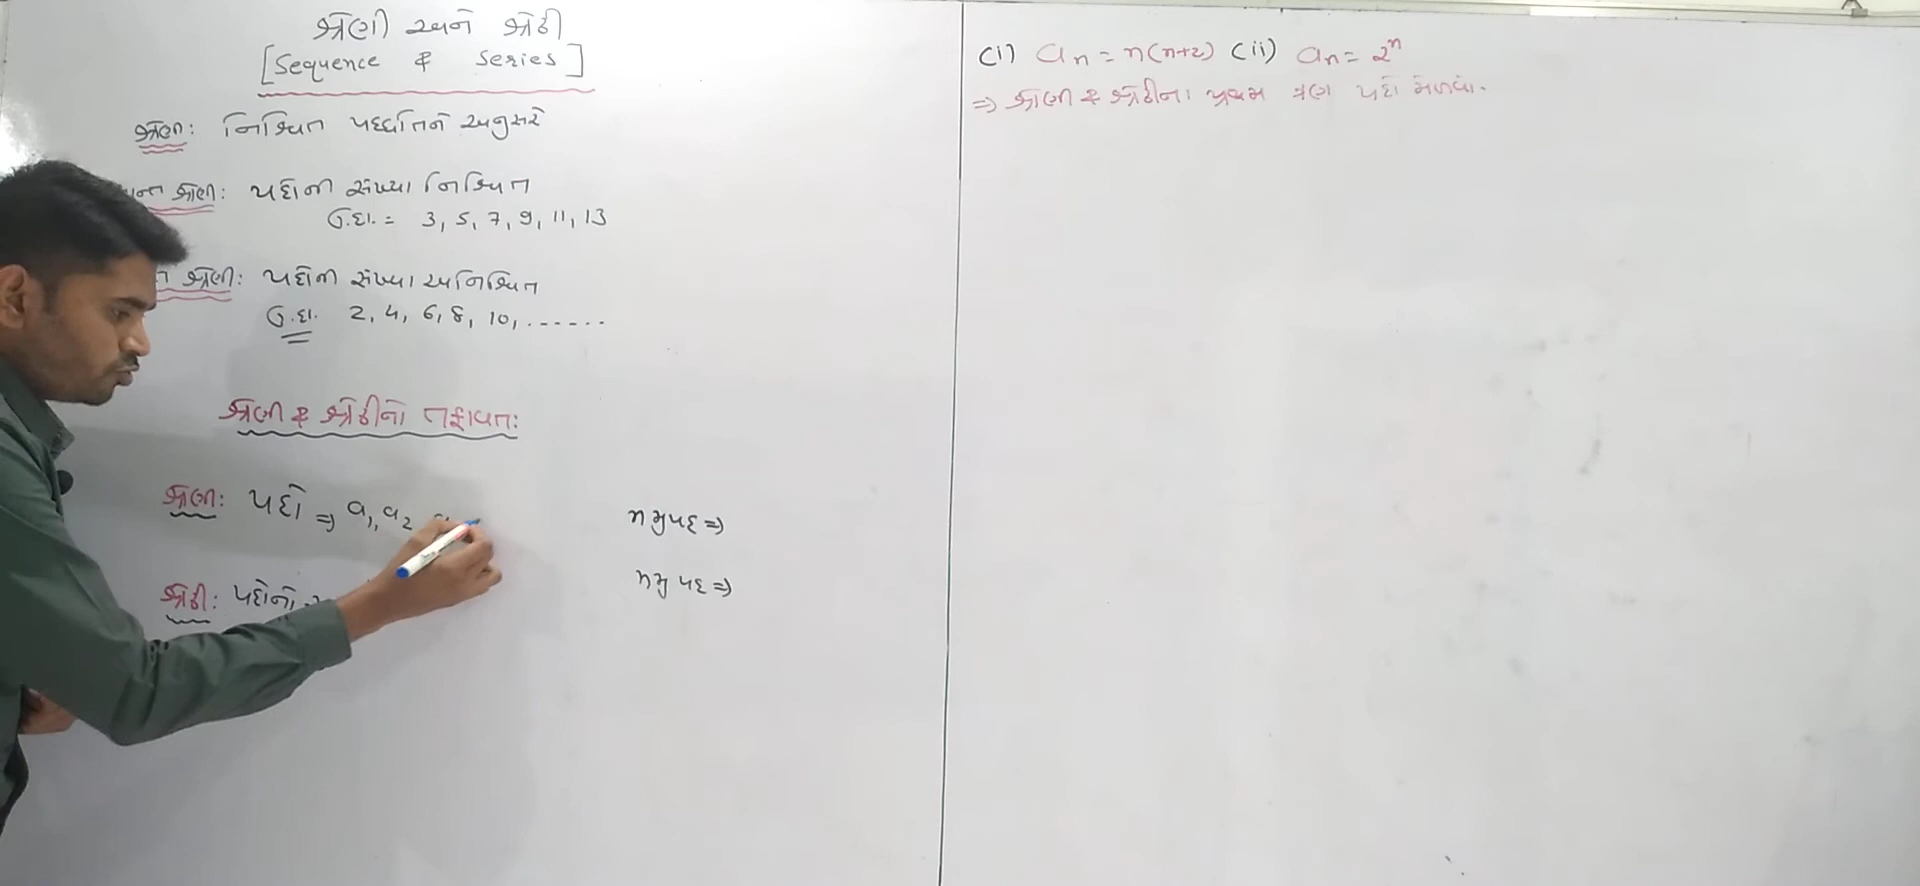 શ્રેણી અને શ્રેઢી
[Sequence & Series]
શ્રેણી: નિશ્ચિત પદ્ધતિને અનુસરે
શ્રેણી: પદોની સંખ્યા નિશ્ચિત
ઉ.દા. = 3, 5, 7, 9, 11, 13
શ્રેણી: પદોની સંખ્યા અનિશ્ચિત
ઉ.દા. 2, 4, 6, 8, 10, ......
શ્રેણી & શ્રેઢીનો તફાવત:
શ્રેણી: પદો ⇒ a₁, a₂
n મુ પદ ⇒
શ્રેઢી: પદોનો
n મુ પદ ⇒
(i) aₙ = n(n+2) (ii) aₙ = 2ⁿ
⇒ શ્રેણી & શ્રેઢીના પ્રથમ ત્રણ પદો મેળવો.